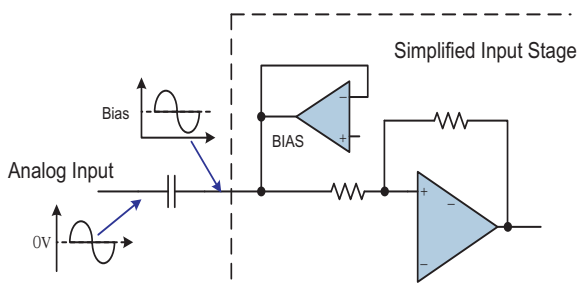 Simplified Input Stage
Bias
−
+
BIAS
Analog Input
0V
+
−
−